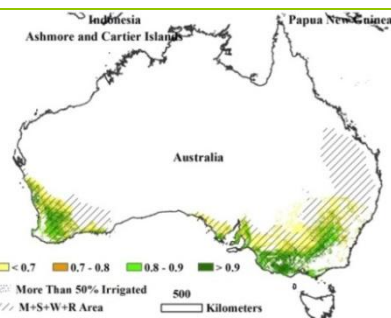 Indonesia Papua New Guinea
Ashmore and Cartier Islands
Australia
< 0.7 0.7 - 0.8 0.8 - 0.9 > 0.9
More Than 50% Irrigated 500
M+S+W+R Area Kilometers